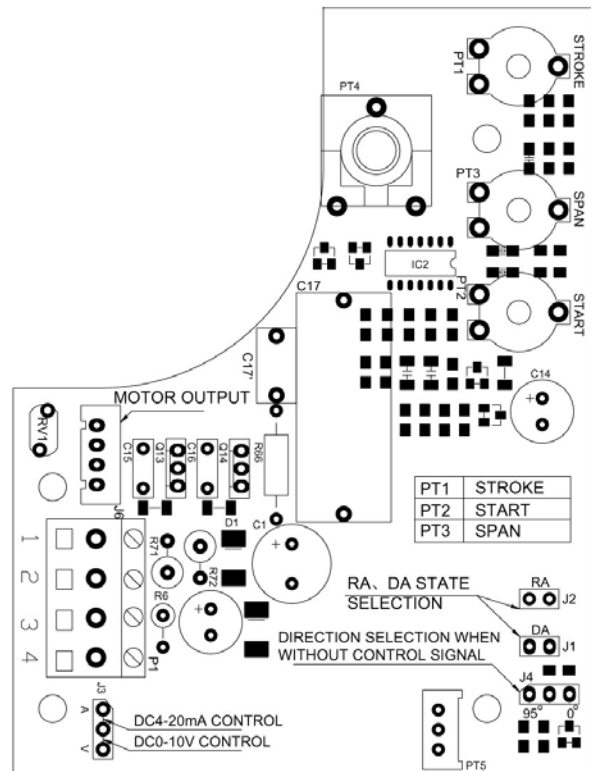 PT4
PT1
STROKE
PT3
SPAN
IC2
PT2
START
C17
C17'
C14
MOTOR OUTPUT
RV1
C15
Q13
C16
Q14
R66
J6
PT1 STROKE
PT2 START
PT3 SPAN
1
2
3
4
D1
C1
R71
R72
R6
P1
+
+
+
RA、DA STATE
SELECTION
RA
J2
DA
J1
DIRECTION SELECTION WHEN
WITHOUT CONTROL SIGNAL
J4
95° 0°
J3
A
V
DC4-20mA CONTROL
DC0-10V CONTROL
PT5